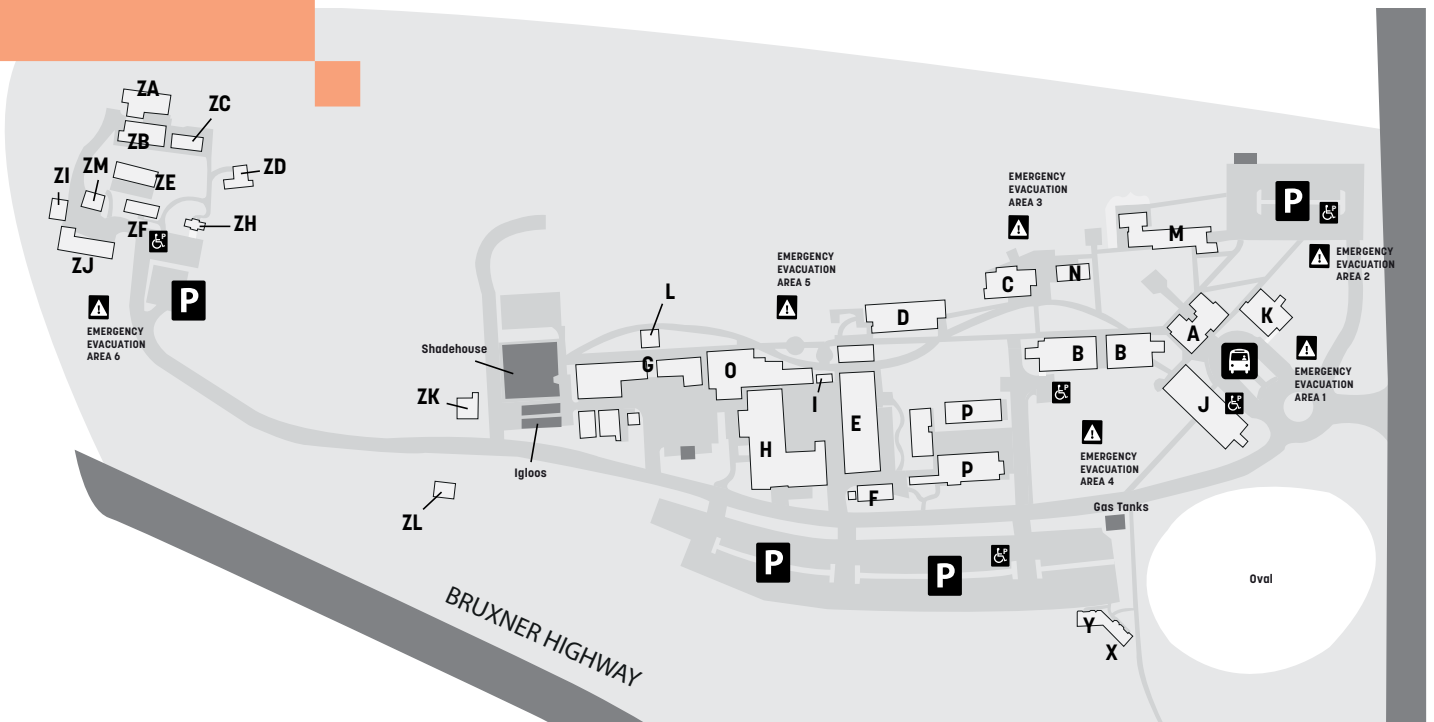 ZA
ZC
ZB
ZM
ZI
ZE
ZD
ZF
P
ZH
ZJ
P
EMERGENCY
EVACUATION
AREA 6
Shadehouse
ZK
Igloos
ZL
L
G
O
I
H
E
F
P
P
EMERGENCY
EVACUATION
AREA 5
D
EMERGENCY
EVACUATION
AREA 3
C
N
M
P
P
EMERGENCY
EVACUATION
AREA 2
A
K
B
B
P
EMERGENCY
EVACUATION
AREA 1
J
P
EMERGENCY
EVACUATION
AREA 4
Gas Tanks
P
P
P
Oval
Y
X
BRUXNER HIGHWAY